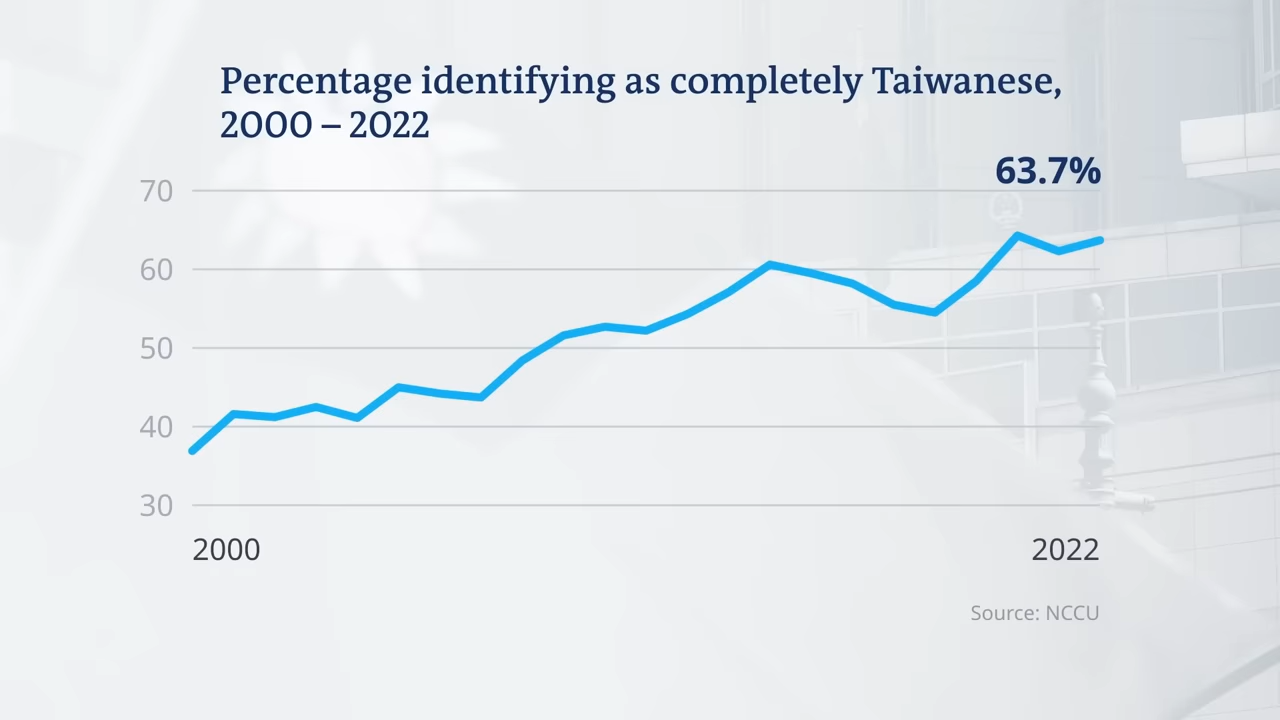 Percentage identifying as completely Taiwanese,
2000 – 2022
63.7%
70
60
50
40
30
2000 2022
Source: NCCU